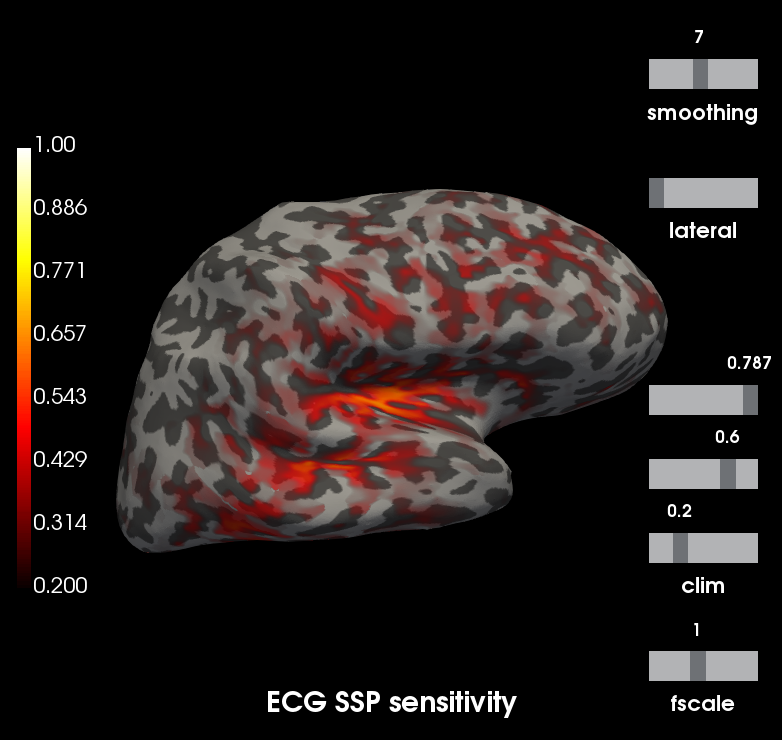 7
smoothing
1.00
0.886
0.771
0.657
0.543
0.429
0.314
0.200
lateral
0.787
0.6
0.2
clim
1
fscale
ECG SSP sensitivity